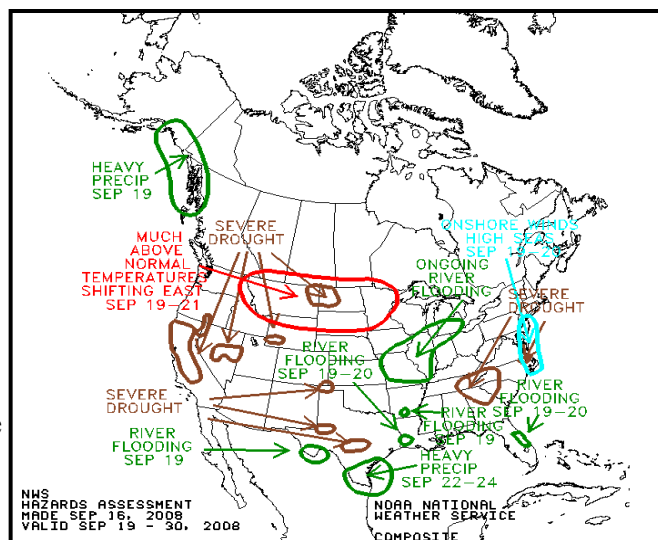 HEAVY
PRECIP
SEP 19
SEVERE
DROUGHT
MUCH
ABOVE
NORMAL
TEMPERATURE
SHIFTING EAST
SEP 19-21
ONSHORE WINDS
HIGH SEAS
ONGOING
RIVER
FLOODING
SEVERE
DROUGHT
RIVER
FLOODING
SEP 19-20
SEVERE
DROUGHT
RIVER
FLOODING
SEP 19
RIVER
FLOODING
SEP 19
RIVER
FLOODING
SEP 19-20
HEAVY
PRECIP
SEP 22-24
NWS
HAZARDS ASSESSMENT
MADE SEP 16, 2008
VALID SEP 19 - 30, 2008
NOAA NATIONAL
WEATHER SERVICE
COMPOSITE